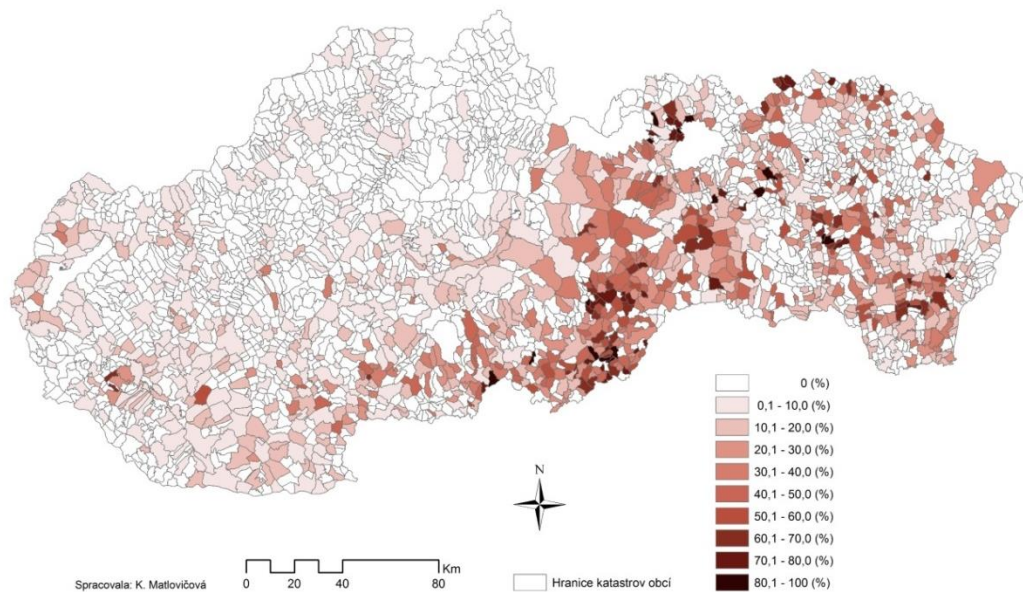 0 (%)
0,1 - 10,0 (%)
10,1 - 20,0 (%)
20,1 - 30,0 (%)
30,1 - 40,0 (%)
40,1 - 50,0 (%)
50,1 - 60,0 (%)
60,1 - 70,0 (%)
70,1 - 80,0 (%)
80,1 - 100 (%)
N
Km
Spracovala: K. Matlovičová
0 20 40 80
Hranice katastrov obcí